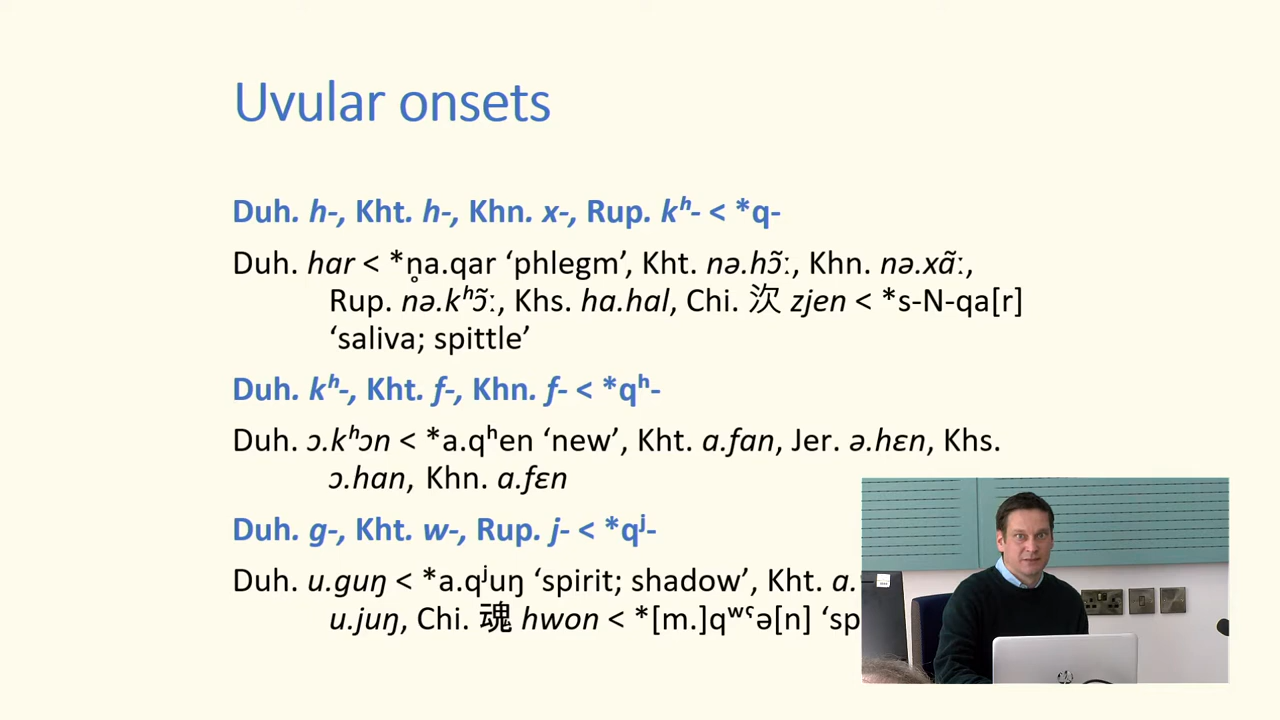 Uvular onsets
Duh. h-, Kht. h-, Khn. x-, Rup. kʰ- < *q-
Duh. har < *n̥a.qar ‘phlegm’, Kht. nə.hɔ̃ː, Khn. nə.xãː,
Rup. nə.kʰɔ̃ː, Khs. ha.hal, Chi. 㳄 zjen < *s-N-qa[r]
‘saliva; spittle’
Duh. kʰ-, Kht. f-, Khn. f- < *qʰ-
Duh. ɔ.kʰɔn < *a.qʰen ‘new’, Kht. a.fan, Jer. ə.hɛn, Khs.
ɔ.han, Khn. a.fɛn
Duh. g-, Kht. w-, Rup. j- < *qʲ-
Duh. u.guŋ < *a.qʲuŋ ‘spirit; shadow’, Kht. a.
u.juŋ, Chi. 魂 hwon < *[m.]qʷˤə[n] ‘sp